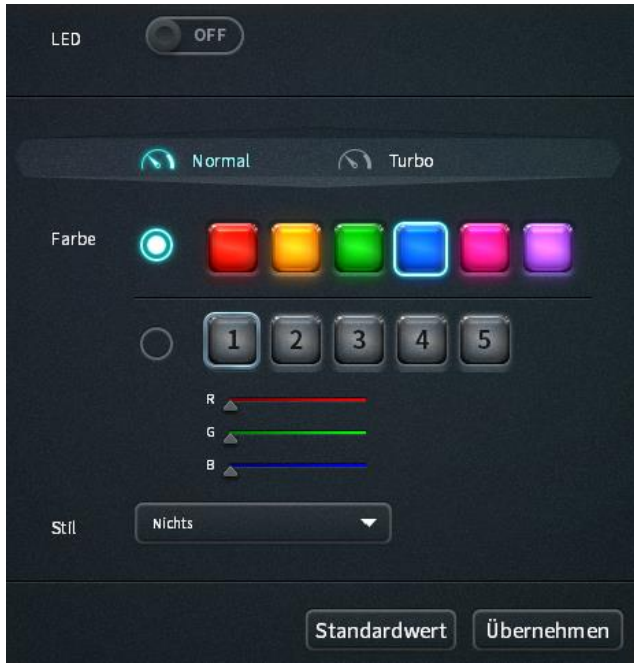 LED OFF
Normal Turbo
Farbe
1 2 3 4 5
R
G
B
Stil Nichts
Standardwert Übernehmen